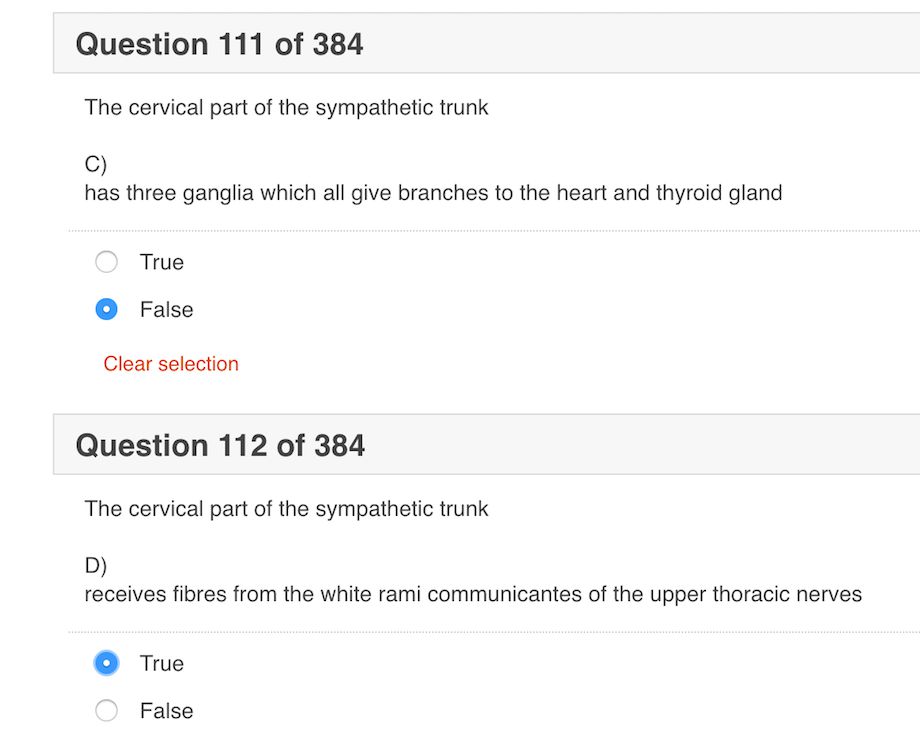 Question 111 of 384
The cervical part of the sympathetic trunk
C)
has three ganglia which all give branches to the heart and thyroid gland
True
False
Clear selection
Question 112 of 384
The cervical part of the sympathetic trunk
D)
receives fibres from the white rami communicantes of the upper thoracic nerves
True
False